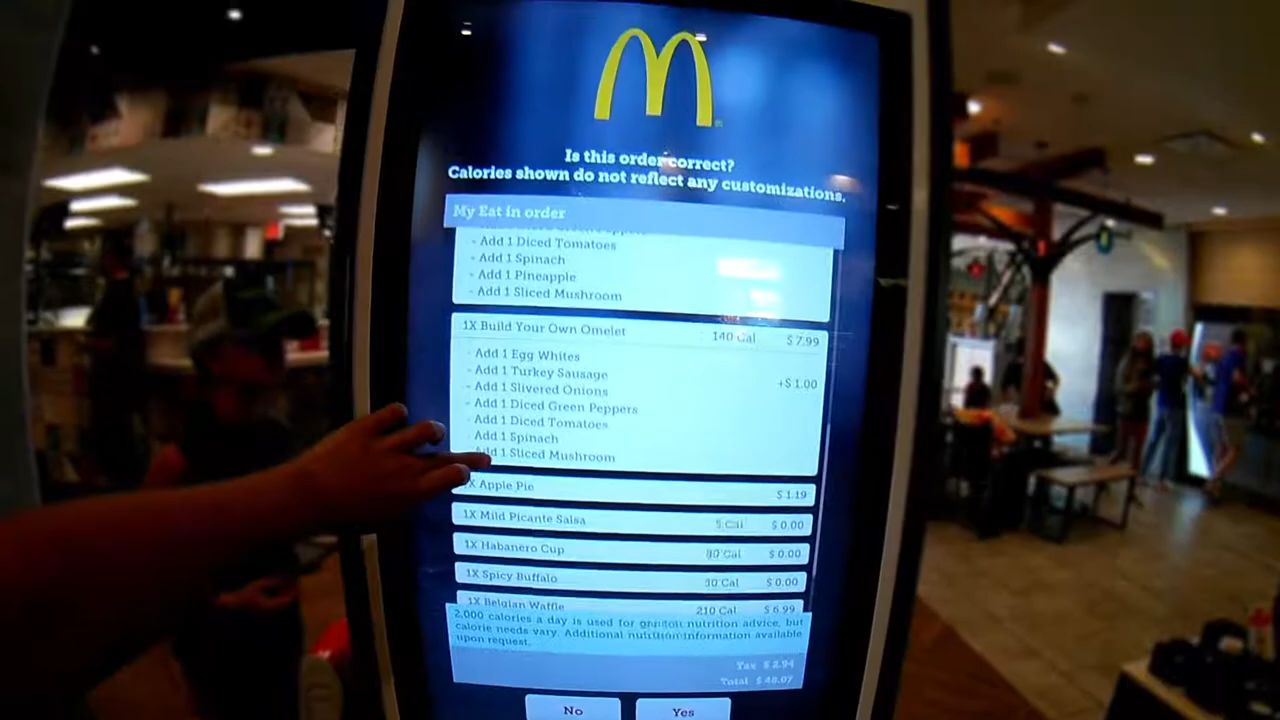 Is this order correct?
Calories shown do not reflect any customizations.
My Eat in order
- Add 1 Diced Tomatoes
- Add 1 Spinach
- Add 1 Pineapple
- Add 1 Sliced Mushroom
1X Build Your Own Omelet 140 Cal $ 7.99
- Add 1 Egg Whites
- Add 1 Turkey Sausage +$ 1.00
- Add 1 Slivered Onions
- Add 1 Diced Green Peppers
- Add 1 Diced Tomatoes
Add 1 Spinach
Add 1 Sliced Mushroom
1X Apple Pie $ 1.19
1X Mild Picante Salsa 5 Cal $ 0.00
1X Habanero Cup Cal $ 0.00
1X Spicy Buffalo Cal $ 0.00
1X Belgian Waffle 210 Cal $ 6.99
2,000 calories a day is used for nutrition advice, but
calorie needs vary. Additional nutrition information available
upon request.
Tax $ 2.94
Total $ 48.07
No Yes